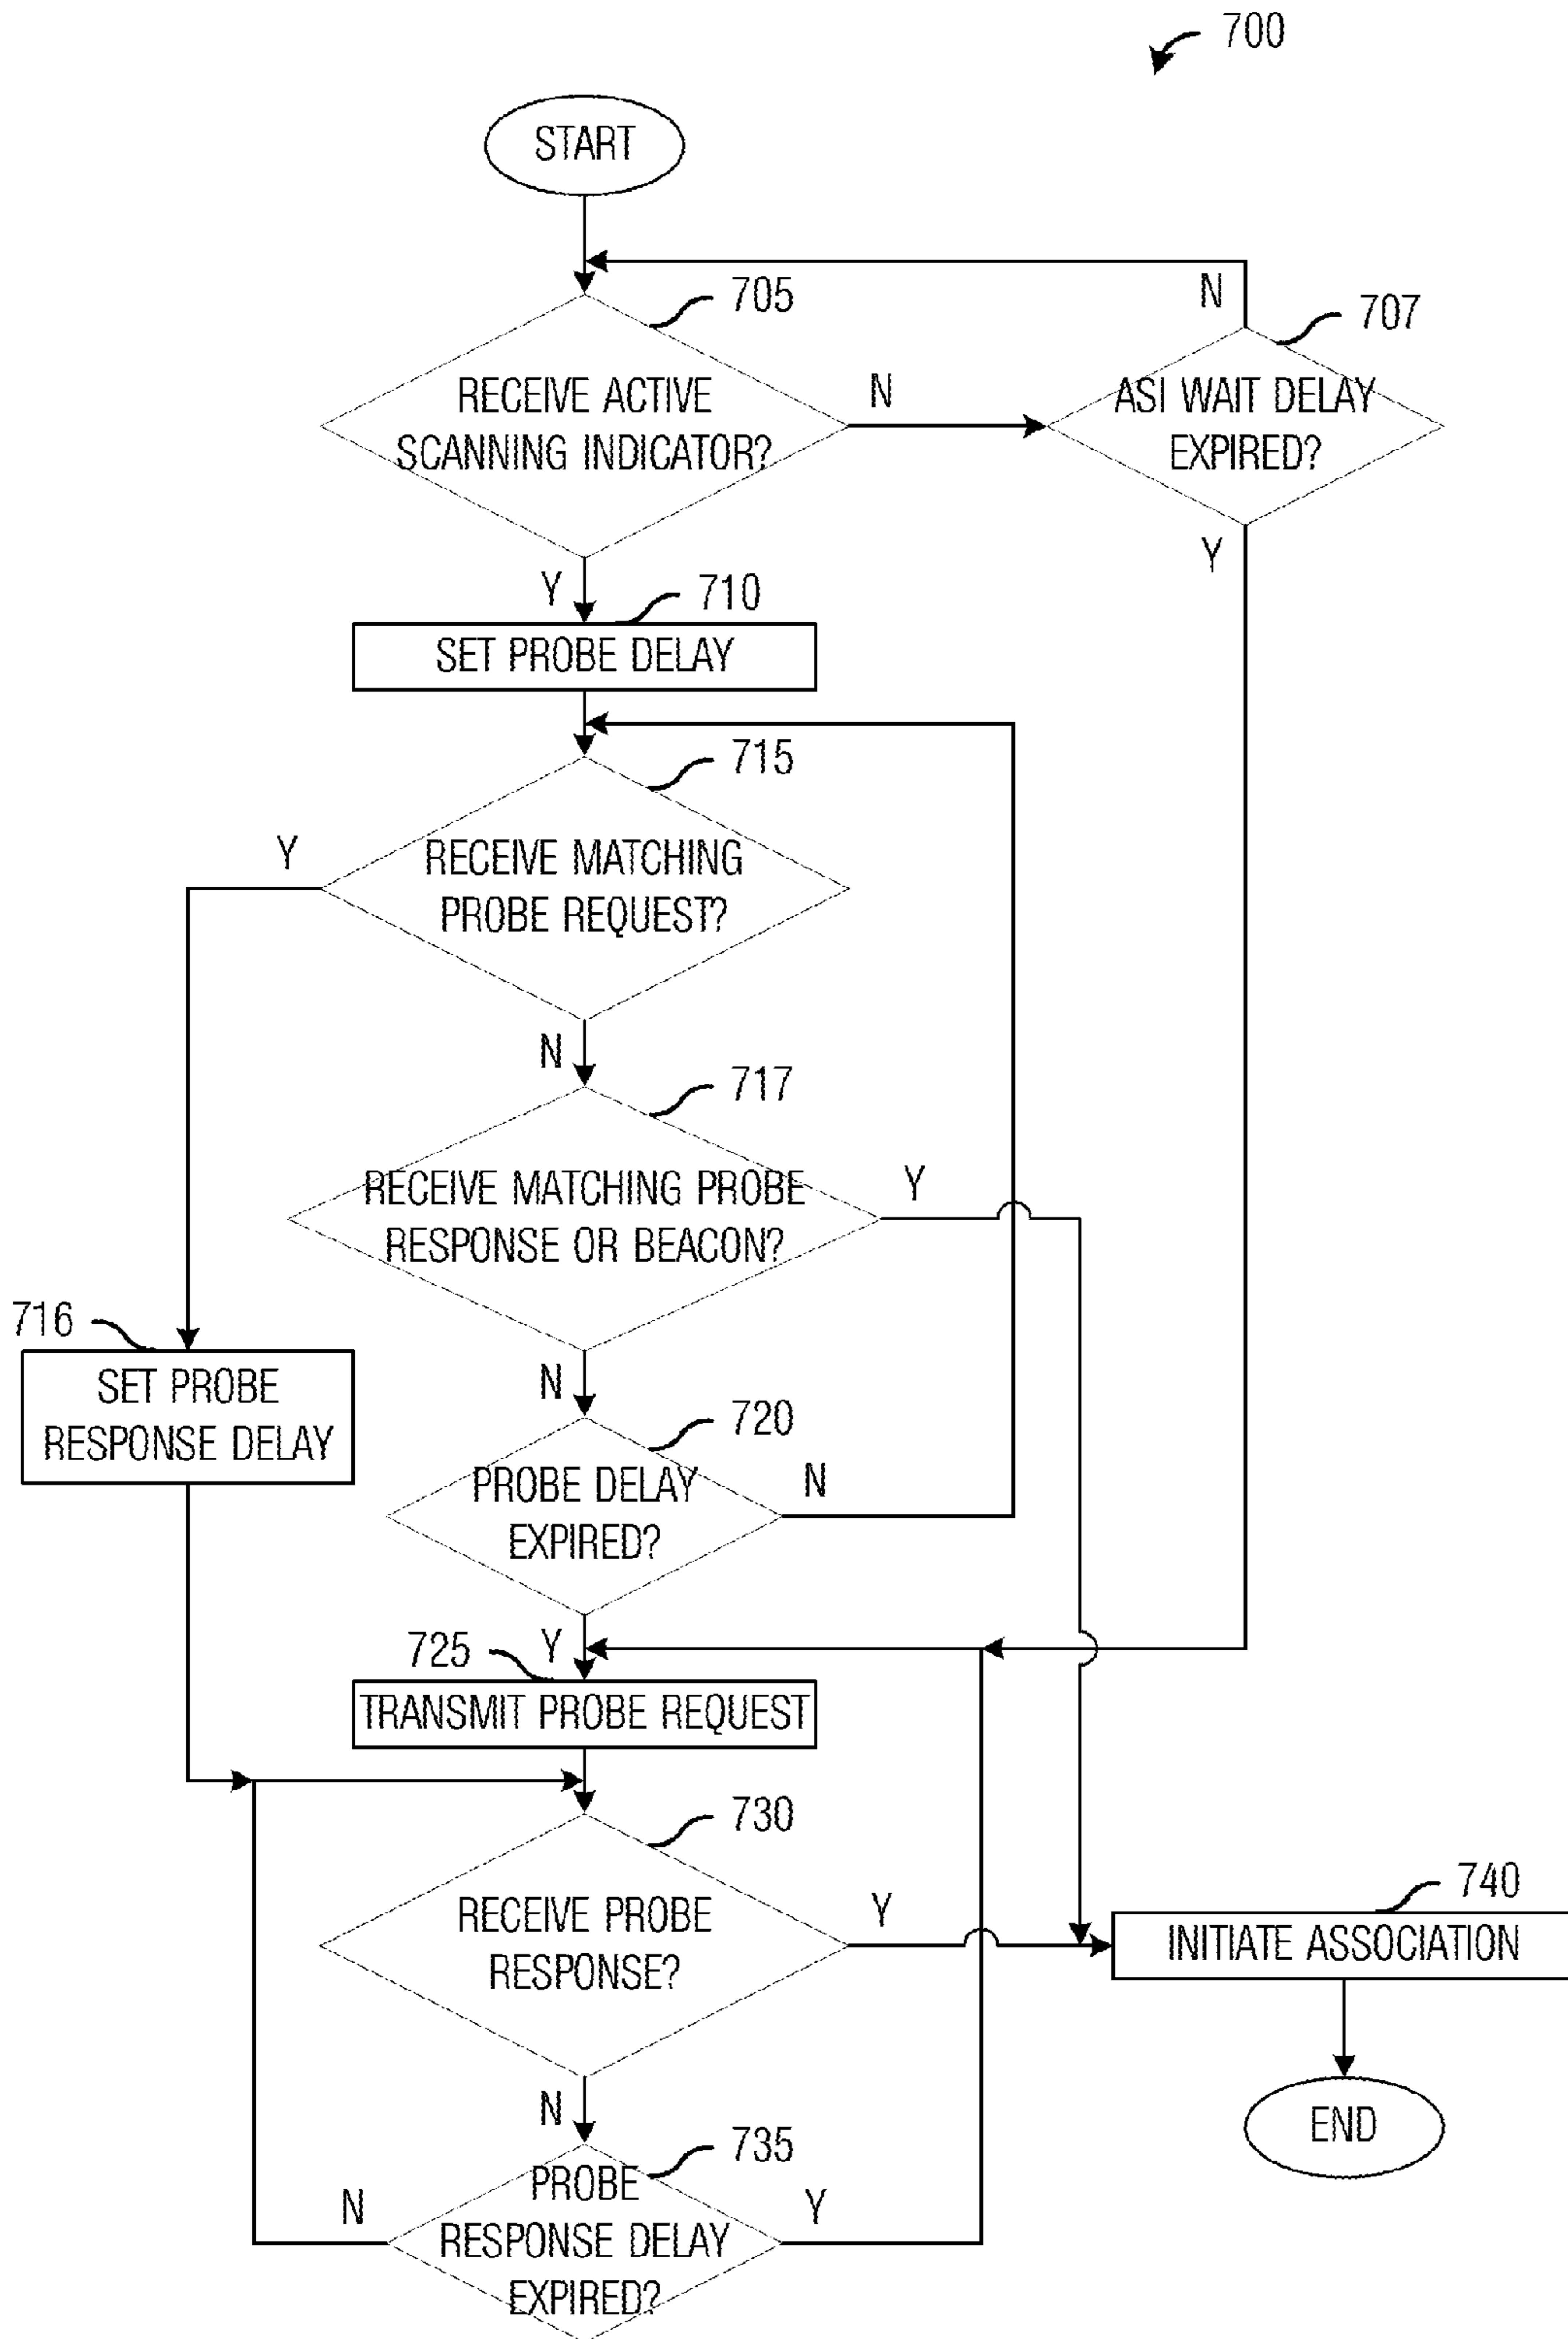 700
START
705
N
707
RECEIVE ACTIVE
SCANNING INDICATOR?
N
ASI WAIT DELAY
EXPIRED?
Y
Y
710
SET PROBE DELAY
715
Y
RECEIVE MATCHING
PROBE REQUEST?
N
717
RECEIVE MATCHING PROBE
RESPONSE OR BEACON?
Y
716
SET PROBE
RESPONSE DELAY
N
720
PROBE DELAY
EXPIRED?
N
Y
725
TRANSMIT PROBE REQUEST
730
RECEIVE PROBE
RESPONSE?
Y
740
INITIATE ASSOCIATION
N
END
735
PROBE
RESPONSE DELAY
EXPIRED?
N
Y